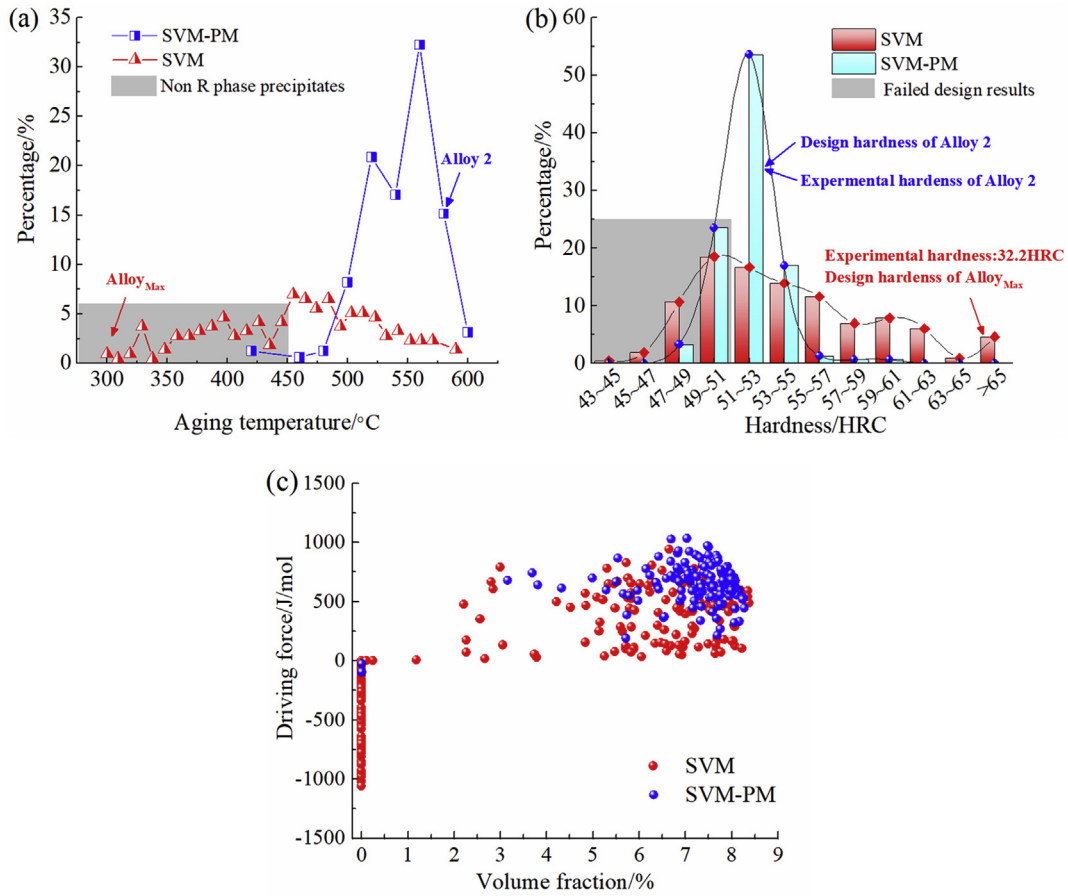 (a)
35
30
25
20
15
10
5
0
Percentage/%
SVM-PM
SVM
Non R phase precipitates
Alloy 2
AlloyMax
300 350 400 450 500 550 600
Aging temperature/°C
(b)
60
50
40
30
20
10
0
Percentage/%
SVM
SVM-PM
Failed design results
Design hardness of Alloy 2
Expermental hardenss of Alloy 2
Experimental hardness:32.2HRC
Design hardenss of AlloyMax
43~45 45~47 47~49 49~51 51~53 53~55 55~57 57~59 59~61 61~63 63~65 >65
Hardness/HRC
(c)
1500
1000
500
0
-500
-1000
-1500
Driving force/J/mol
SVM
SVM-PM
0 1 2 3 4 5 6 7 8 9
Volume fraction/%